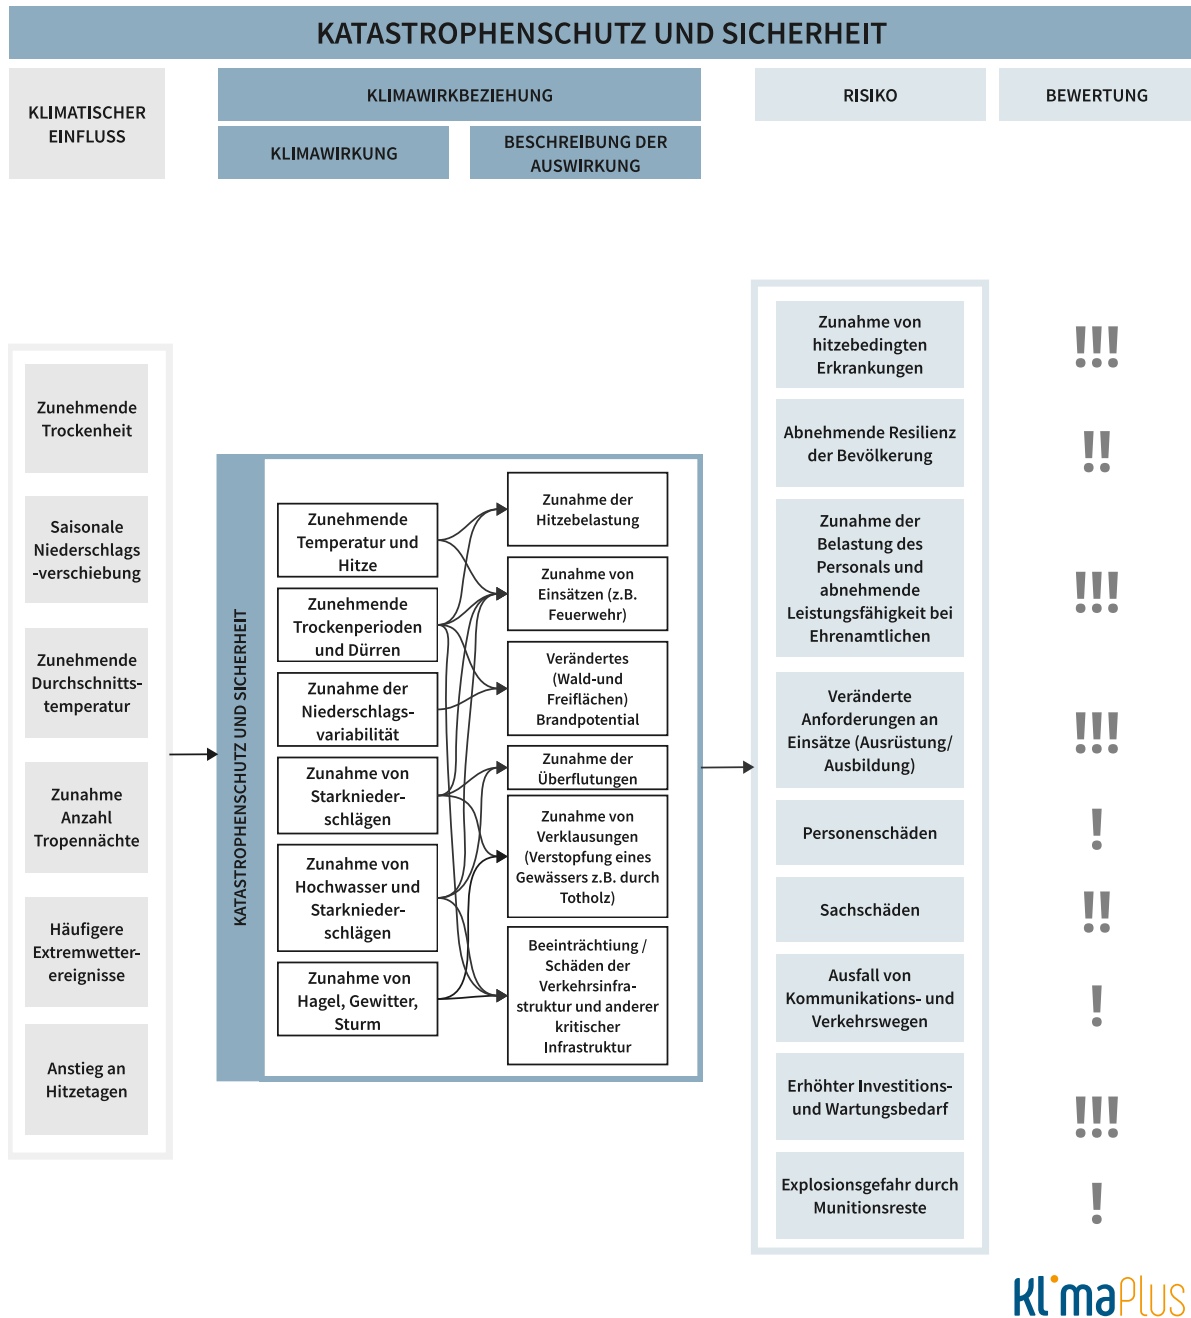 KATASTROPHENSCHUTZ UND SICHERHEIT
KLIMATISCHER
EINFLUSS
KLIMAWIRKBEZIEHUNG
KLIMAWIRKUNG
BESCHREIBUNG DER
AUSWIRKUNG
RISIKO
BEWERTUNG
Zunehmende
Trockenheit
Saisonale
Niederschlags
-verschiebung
Zunehmende
Durchschnitts-
temperatur
Zunahme
Anzahl
Tropennächte
Häufigere
Extremwetter-
ereignisse
Anstieg an
Hitzetagen
KATASTROPHENSCHUTZ UND SICHERHEIT
Zunehmende
Temperatur und
Hitze
Zunehmende
Trockenperioden
und Dürren
Zunahme der
Niederschlags-
variabilität
Zunahme von
Starknieder-
schlägen
Zunahme von
Hochwasser und
Starknieder-
schlägen
Zunahme von
Hagel, Gewitter,
Sturm
Zunahme der
Hitzebelastung
Zunahme von
Einsätzen (z.B.
Feuerwehr)
Verändertes
(Wald-und
Freiflächen)
Brandpotential
Zunahme der
Überflutungen
Zunahme von
Verklausungen
(Verstopfung eines
Gewässers z.B. durch
Totholz)
Beeinträchtiung /
Schäden der
Verkehrsinfra-
struktur und anderer
kritischer
Infrastruktur
Zunahme von
hitzebedingten
Erkrankungen
!!!
Abnehmende Resilienz
der Bevölkerung
!!
Zunahme der
Belastung des
Personals und
abnehmende
Leistungsfähigkeit bei
Ehrenamtlichen
!!!
Veränderte
Anforderungen an
Einsätze (Ausrüstung/
Ausbildung)
!!!
Personenschäden
!
Sachschäden
!!
Ausfall von
Kommunikations- und
Verkehrswegen
!
Erhöhter Investitions-
und Wartungsbedarf
!!!
Explosionsgefahr durch
Munitionsreste
!
KlimaPlus